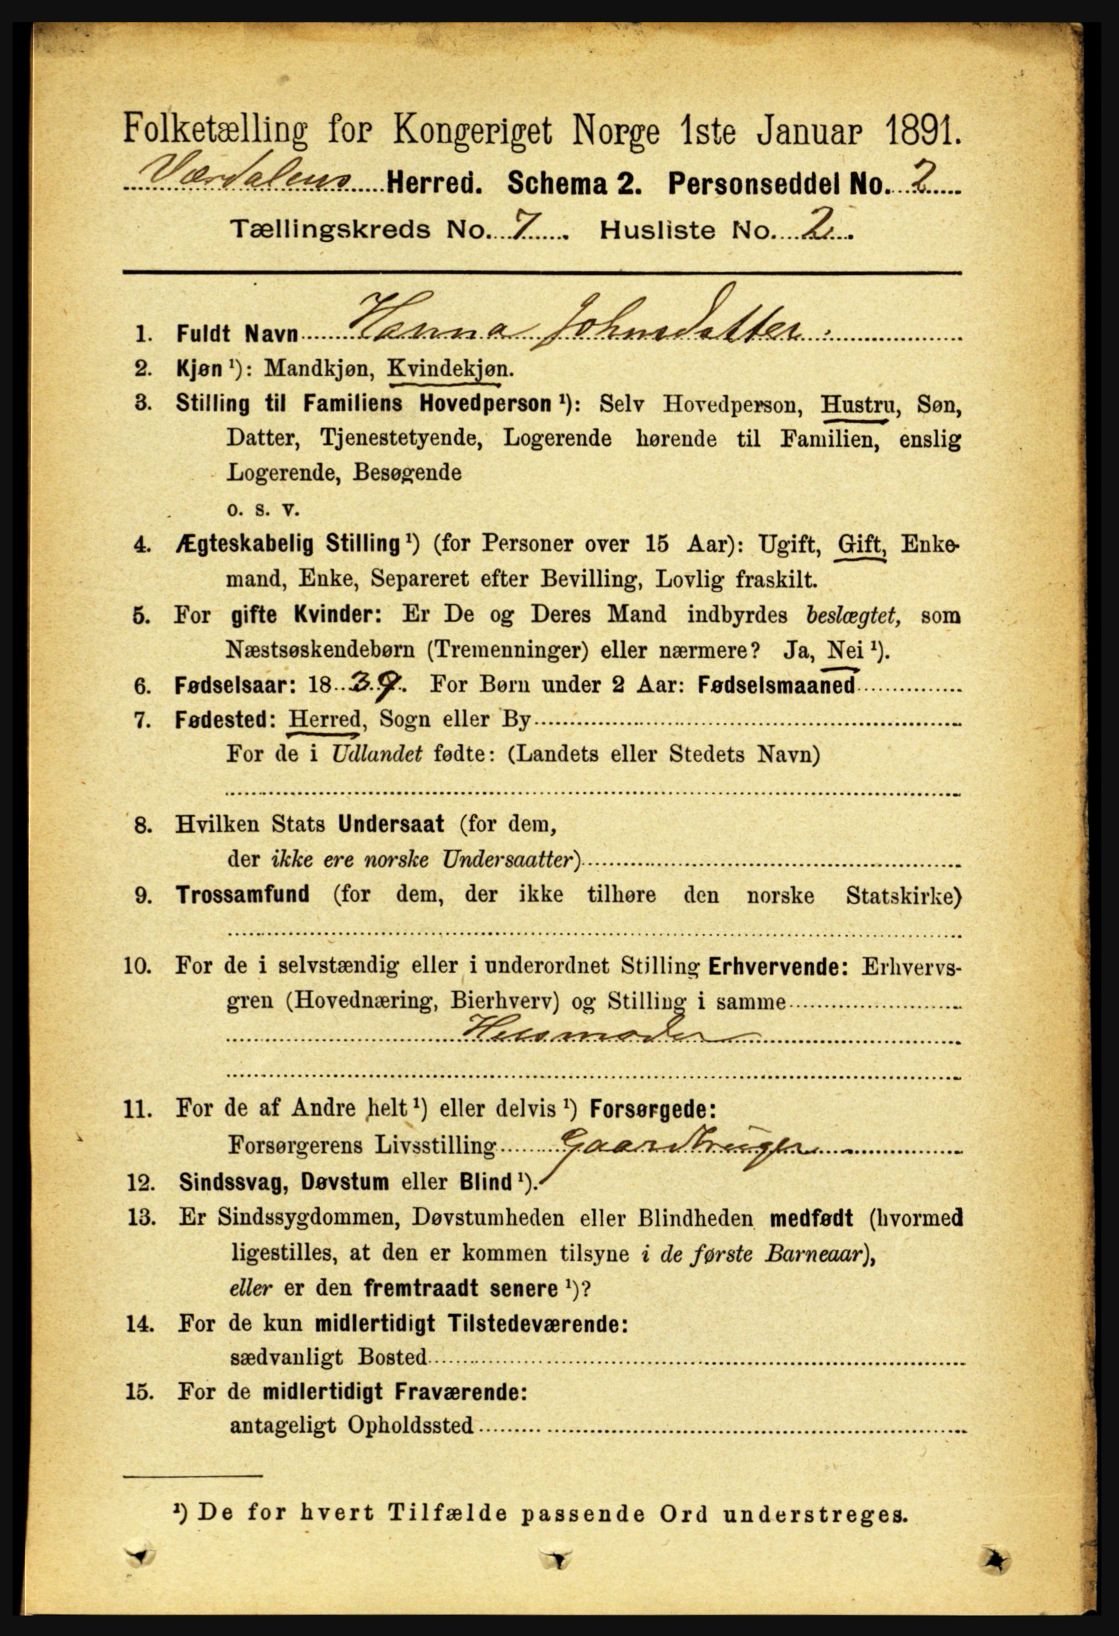 Folketælling for Kongeriget Norge 1ste Januar 1891.
Værdalens Herred. Schema 2. Personseddel No. 2
Tællingskreds No. 7. Husliste No. 2.
1. Fuldt Navn Hanna Johnsdatter.
2. Kjøn ¹): Mandkjøn, Kvindekjøn.
3. Stilling til Familiens Hovedperson ¹): Selv Hovedperson, Hustru, Søn,
Datter, Tjenestetyende, Logerende hørende til Familien, enslig
Logerende, Besøgende
o. s. v.
4. Ægteskabelig Stilling ¹) (for Personer over 15 Aar): Ugift, Gift, Enke-
mand, Enke, Separeret efter Bevilling, Lovlig fraskilt.
5. For gifte Kvinder: Er De og Deres Mand indbyrdes beslægtet, som
Næstsøskendebørn (Tremenninger) eller nærmere? Ja, Nei ¹).
6. Fødselsaar: 1839. For Børn under 2 Aar: Fødselsmaaned
7. Fødested: Herred, Sogn eller By
For de i Udlandet fødte: (Landets eller Stedets Navn)
8. Hvilken Stats Undersaat (for dem,
der ikke ere norske Undersaatter)
9. Trossamfund (for dem, der ikke tilhøre den norske Statskirke)
10. For de i selvstændig eller i underordnet Stilling Erhvervende: Erhvervs-
gren (Hovednæring, Bierhverv) og Stilling i samme
Husmoder
11. For de af Andre helt ¹) eller delvis ¹) Forsørgede:
Forsørgerens Livsstilling Gaardbruger
12. Sindssvag, Døvstum eller Blind ¹).
13. Er Sindssygdommen, Døvstumheden eller Blindheden medfødt (hvormed
ligestilles, at den er kommen tilsyne i de første Barneaar),
eller er den fremtraadt senere ¹)?
14. For de kun midlertidigt Tilstedeværende:
sædvanligt Bosted
15. For de midlertidigt Fraværende:
antageligt Opholdssted
¹) De for hvert Tilfælde passende Ord understreges.